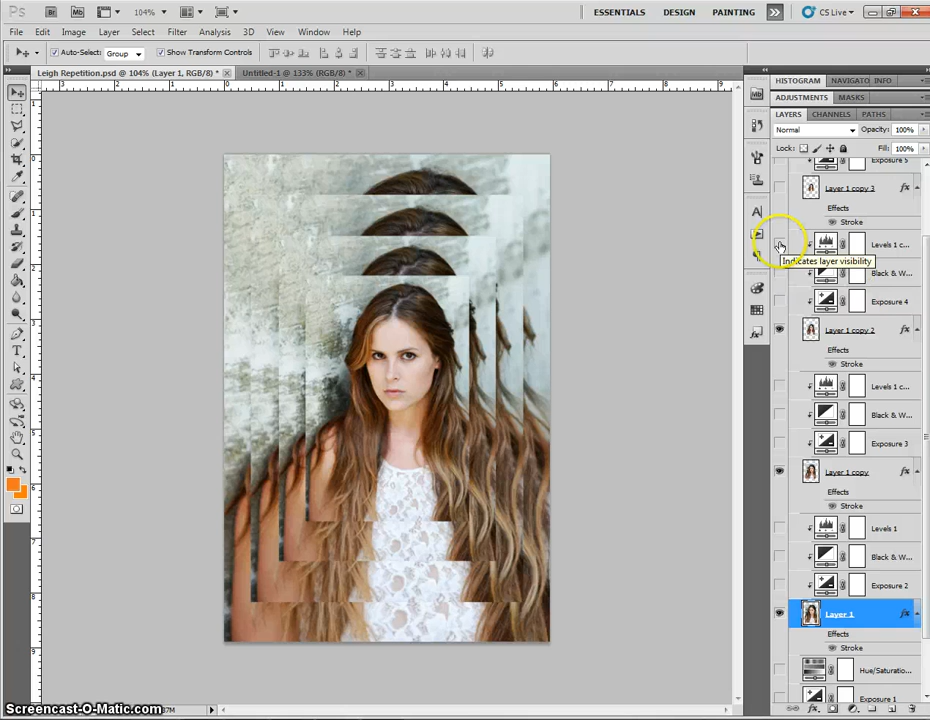 Ps Br Mb 104% ESSENTIALS DESIGN PAINTING CS Live
File Edit Image Layer Select Filter Analysis 3D View Window Help
Auto-Select: Group Show Transform Controls
Leigh Repetition.psd @ 104% (Layer 1, RGB/8) * Untitled-1 @ 133% (RGB/8) *
HISTOGRAM NAVIGATO INFO
ADJUSTMENTS MASKS
LAYERS CHANNELS PATHS
Normal Opacity: 100%
Lock: Fill: 100%
Exposure 5
Layer 1 copy 3 fx
Effects
Stroke
Levels 1 c...
Indicates layer visibility
Black & W...
Exposure 4
Layer 1 copy 2 fx
Effects
Stroke
Levels 1 c...
Black & W...
Exposure 3
Layer 1 copy fx
Effects
Stroke
Levels 1
Black & W...
Exposure 2
Layer 1 fx
Effects
Stroke
Hue/Saturatio...
Exposure 1
Screencast-O-Matic.com